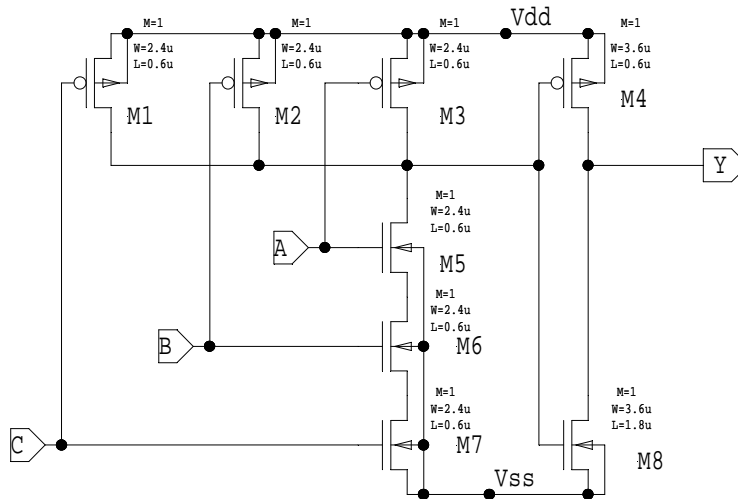 M=1
W=2.4u
L=0.6u
M1
M=1
W=2.4u
L=0.6u
M2
M=1
W=2.4u
L=0.6u
M3
Vdd
M=1
W=3.6u
L=0.6u
M4
Y
A
M=1
W=2.4u
L=0.6u
M5
B
M=1
W=2.4u
L=0.6u
M6
C
M=1
W=2.4u
L=0.6u
M7
M=1
W=3.6u
L=1.8u
M8
Vss